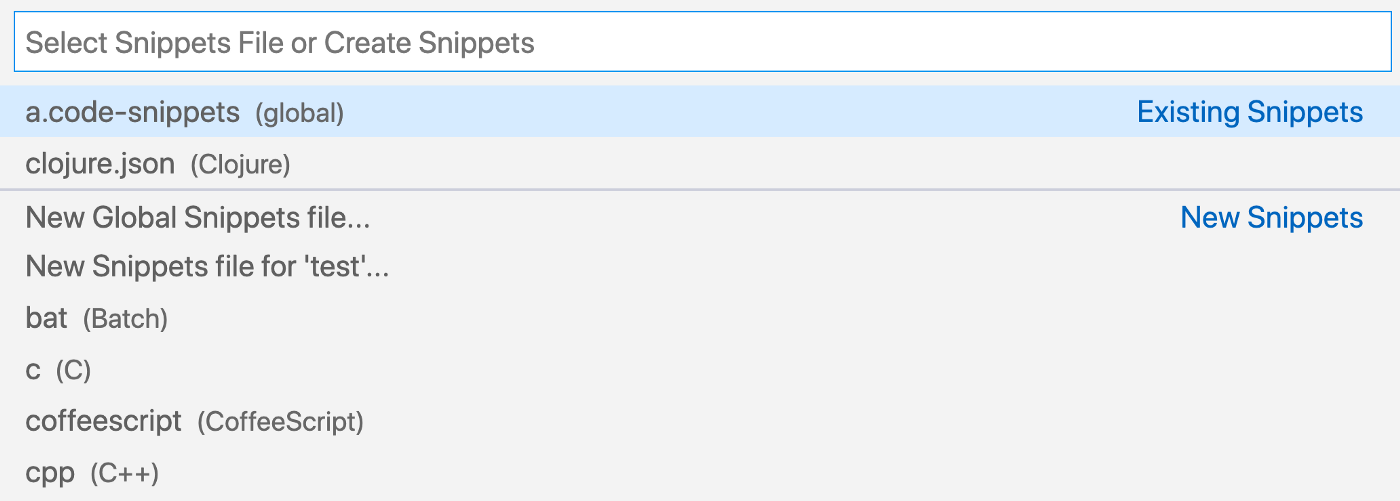 Select Snippets File or Create Snippets
a.code-snippets (global) Existing Snippets
clojure.json (Clojure)
New Global Snippets file... New Snippets
New Snippets file for 'test'...
bat (Batch)
c (C)
coffeescript (CoffeeScript)
cpp (C++)